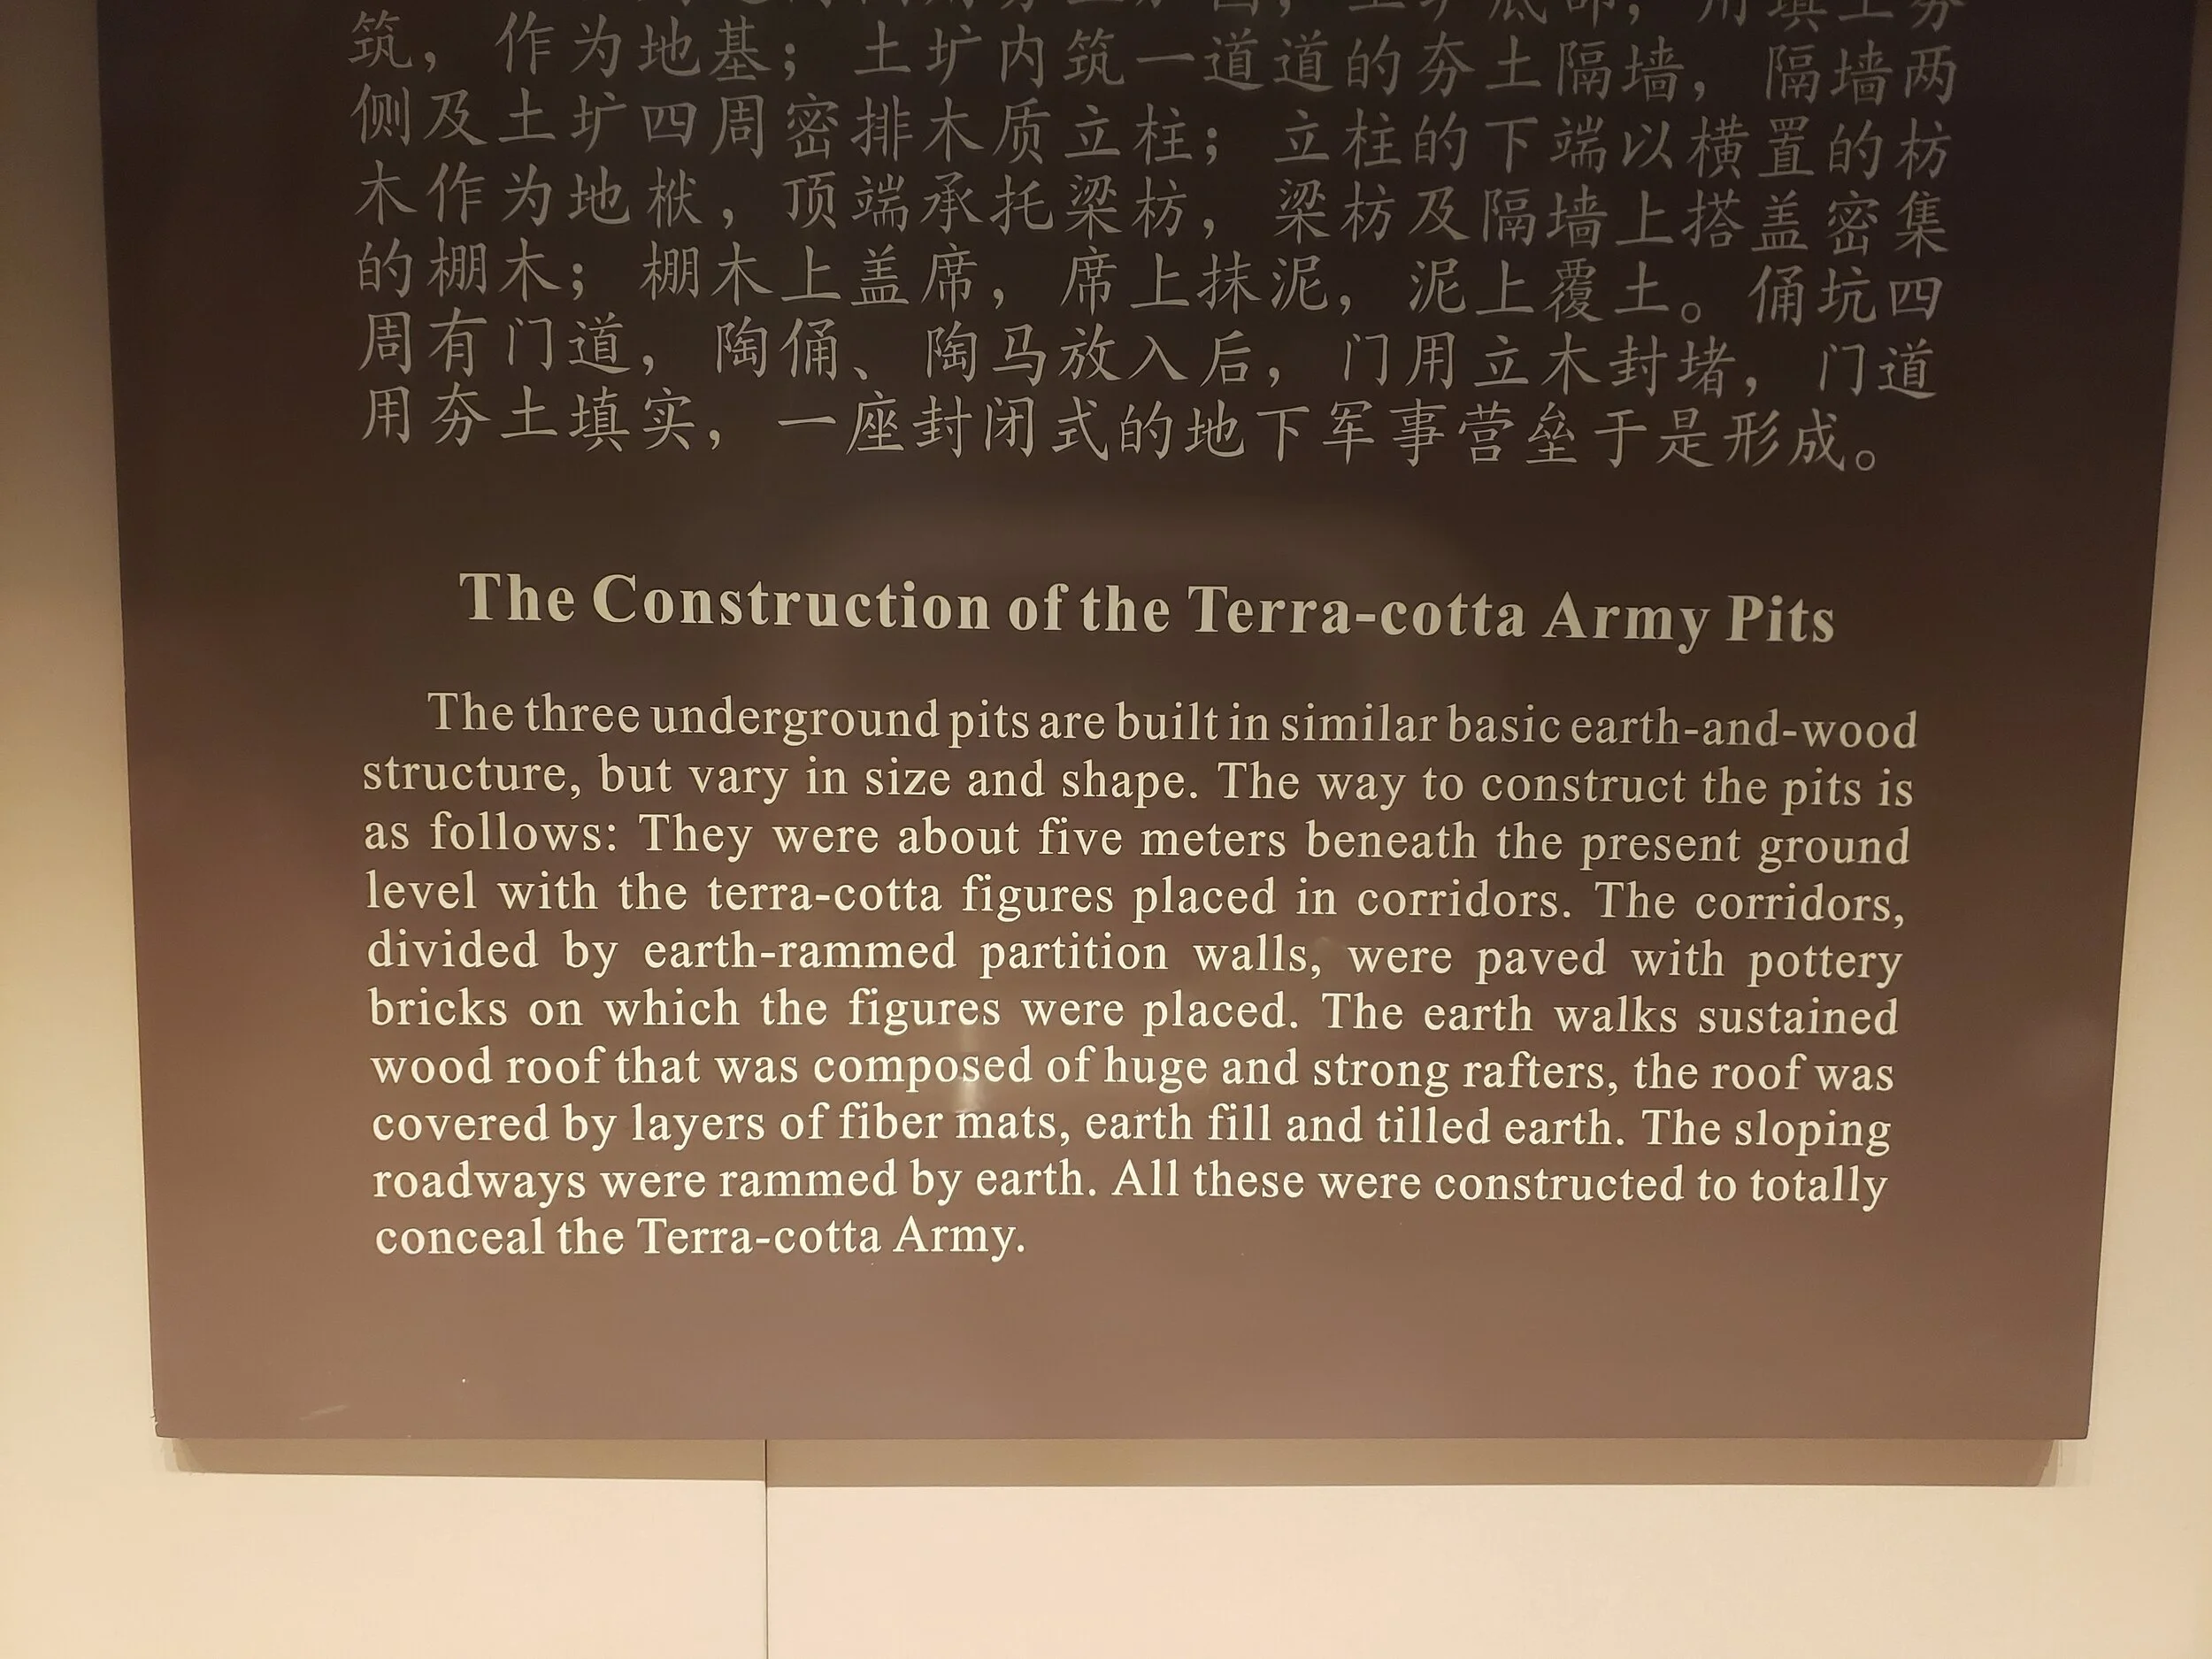 筑，作为地基；土圹内筑一道道的夯土隔墙，隔墙两
侧及土圹四周密排木质立柱；立柱的下端以横置的枋
木作为地栿，顶端承托梁枋，梁枋及隔墙上搭盖密集
的棚木；棚木上盖席，席上抹泥，泥上覆土。俑坑四
周有门道，陶俑、陶马放入后，门用立木封堵，门道
用夯土填实，一座封闭式的地下军事营垒于是形成。
The Construction of the Terra-cotta Army Pits
The three underground pits are built in similar basic earth-and-wood
structure, but vary in size and shape. The way to construct the pits is
as follows: They were about five meters beneath the present ground
level with the terra-cotta figures placed in corridors. The corridors,
divided by earth-rammed partition walls, were paved with pottery
bricks on which the figures were placed. The earth walks sustained
wood roof that was composed of huge and strong rafters, the roof was
covered by layers of fiber mats, earth fill and tilled earth. The sloping
roadways were rammed by earth. All these were constructed to totally
conceal the Terra-cotta Army.